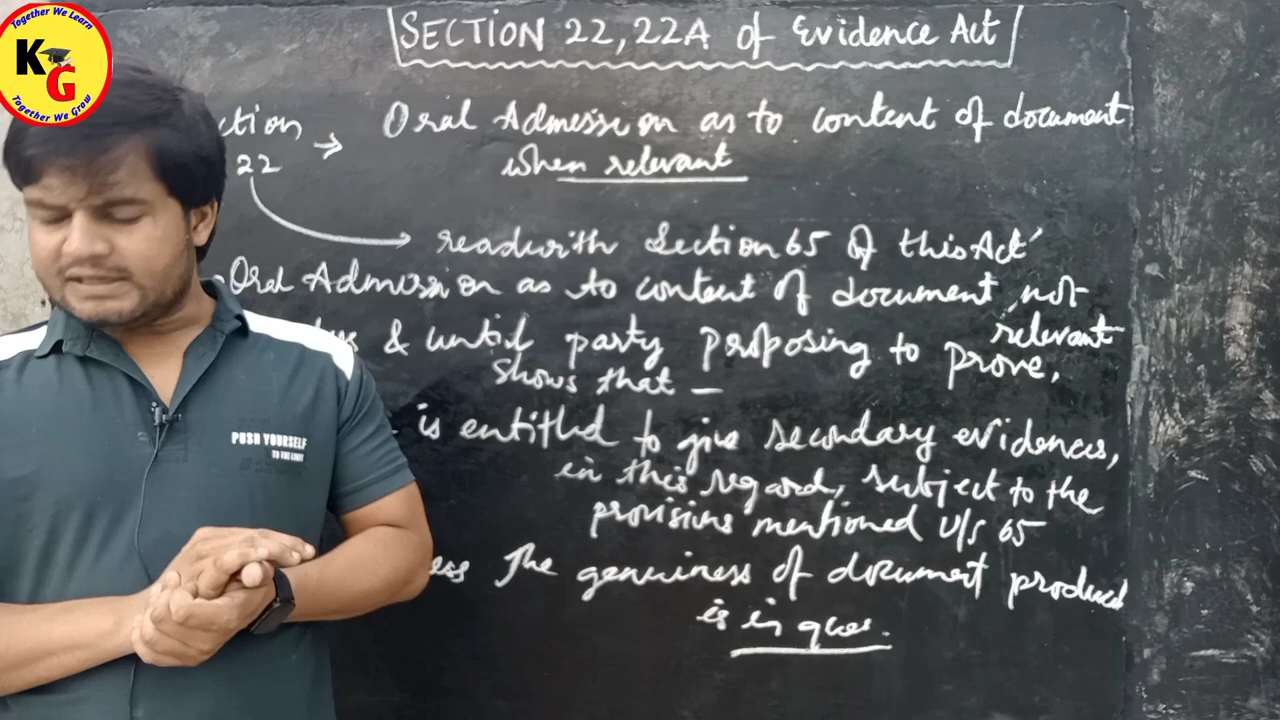 Together We Learn
KG
Together We Grow
SECTION 22, 22A of Evidence Act
ction 22 → Oral Admission as to content of document
when relevant
readwith Section 65 of this Act
Oral Admission as to content of document not
relevant
& until party proposing to prove,
shows that –
is entitled to give secondary evidences,
in this regard, subject to the
provisions mentioned u/s 65
ess The genuiness of document produced
is in ques.
PUSH YOURSELF
TO THE LIMIT